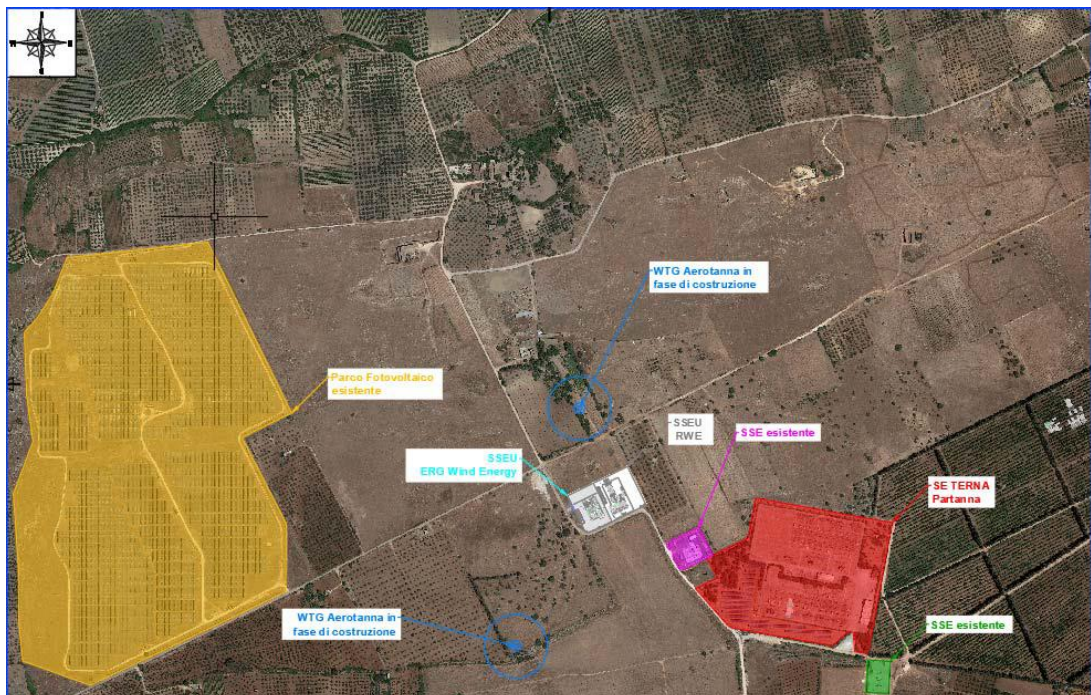 WTG Aerotanna in
fase di costruzione
Parco Fotovoltaico
esistente
SSEU
RWE
SSE esistente
SSEU
ERG Wind Energy
SE TERNA
Partanna
WTG Aerotanna in
fase di costruzione
SSE esistente